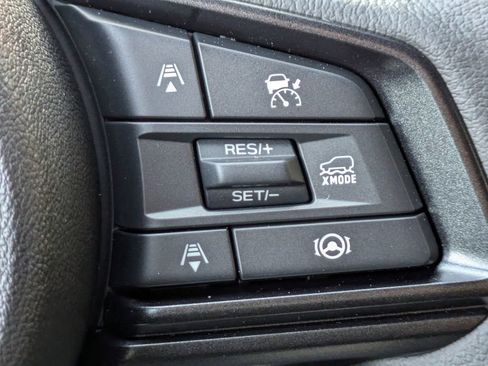 RES/+
SET/-
XMODE